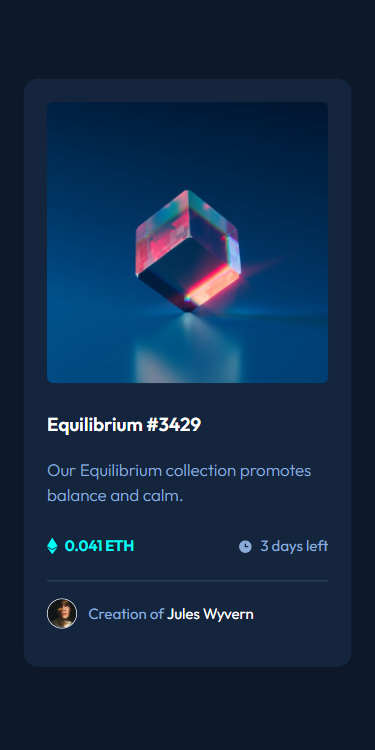 Equilibrium #3429
Our Equilibrium collection promotes
balance and calm.
0.041 ETH
3 days left
Creation of Jules Wyvern